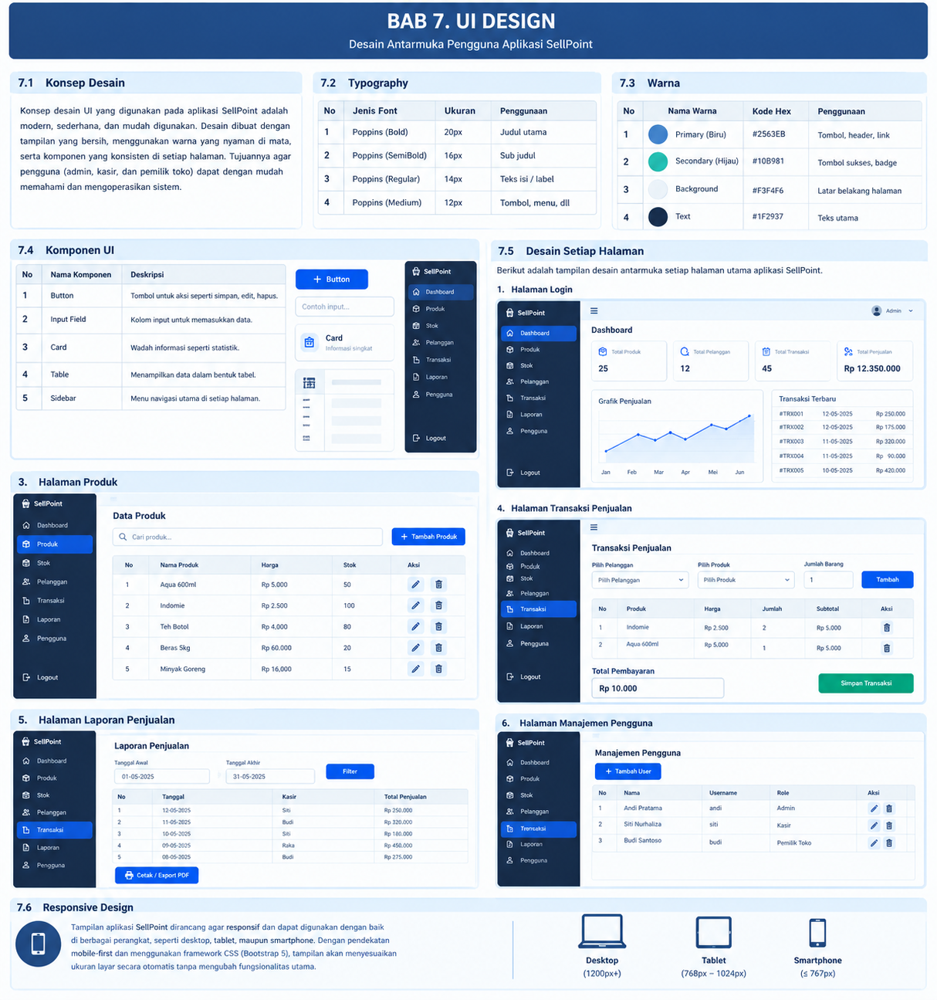 BAB 7. UI DESIGN
Desain Antarmuka Pengguna Aplikasi SellPoint
7.1 Konsep Desain
Konsep desain UI yang digunakan pada aplikasi SellPoint adalah
modern, sederhana, dan mudah digunakan. Desain dibuat dengan
tampilan yang bersih, menggunakan warna yang nyaman di mata,
serta komponen yang konsisten di setiap halaman. Tujuannya agar
pengguna (admin, kasir, dan pemilik toko) dapat dengan mudah
memahami dan mengoperasikan sistem.
7.2 Typography
No Jenis Font Ukuran Penggunaan
1 Poppins (Bold) 20px Judul utama
2 Poppins (SemiBold) 16px Sub judul
3 Poppins (Regular) 14px Teks isi / label
4 Poppins (Medium) 12px Tombol, menu, dll
7.3 Warna
No Nama Warna Kode Hex Penggunaan
1 Primary (Biru) #2563EB Tombol, header, link
2 Secondary (Hijau) #10B981 Tombol sukses, badge
3 Background #F3F4F6 Latar belakang halaman
4 Text #1F2937 Teks utama
7.4 Komponen UI
No Nama Komponen Deskripsi
1 Button Tombol untuk aksi seperti simpan, edit, hapus.
2 Input Field Kolom input untuk memasukkan data.
3 Card Wadah informasi seperti statistik.
4 Table Menampilkan data dalam bentuk tabel.
5 Sidebar Menu navigasi utama di setiap halaman.
+ Button
Contoh input...
Card
Informasi singkat
SellPoint
Dashboard
Produk
Stok
Pelanggan
Transaksi
Laporan
Pengguna
Logout
7.5 Desain Setiap Halaman
Berikut adalah tampilan desain antarmuka setiap halaman utama aplikasi SellPoint.
1. Halaman Login
SellPoint
Dashboard
Produk
Stok
Pelanggan
Transaksi
Laporan
Pengguna
Logout
Admin
Dashboard
Total Produk
25
Total Pelanggan
12
Total Transaksi
45
Total Penjualan
Rp 12.350.000
Grafik Penjualan
Jan Feb Mar Apr Mei Jun
Transaksi Terbaru
#TRX001 12-05-2025 Rp 250.000
#TRX002 12-05-2025 Rp 175.000
#TRX003 11-05-2025 Rp 320.000
#TRX004 11-05-2025 Rp 90.000
#TRX005 10-05-2025 Rp 420.000
3. Halaman Produk
SellPoint
Dashboard
Produk
Stok
Pelanggan
Transaksi
Laporan
Pengguna
Logout
Data Produk
Cari produk...
+ Tambah Produk
No Nama Produk Harga Stok Aksi
1 Aqua 600ml Rp 5.000 50
2 Indomie Rp 2.500 100
3 Teh Botol Rp 4,000 80
4 Beras 5kg Rp 60.000 20
5 Minyak Goreng Rp 16,000 15
4. Halaman Transaksi Penjualan
SellPoint
Dashboard
Produk
Stok
Pelanggan
Transaksi
Laporan
Pengguna
Logout
Transaksi Penjualan
Pilih Pelanggan Pilih Produk Jumlah Barang
Pilih Pelanggan Pilih Produk 1 Tambah
No Produk Harga Jumlah Subtotal Aksi
1 Indomie Rp 2.500 2 Rp 5.000
2 Aqua 600ml Rp 5.000 1 Rp 5.000
Total Pembayaran
Rp 10.000
Simpan Transaksi
5. Halaman Laporan Penjualan
SellPoint
Dashboard
Produk
Stok
Pelanggan
Transaksi
Laporan
Pengguna
Laporan Penjualan
Tanggal Awal Tanggal Akhir
01-05-2025 31-05-2025 Filter
No Tanggal Kasir Total Penjualan
1 12-05-2025 Siti Rp 250.000
2 11-05-2025 Budi Rp 320.000
3 10-05-2025 Siti Rp 180.000
4 09-05-2025 Raka Rp 450.000
5 08-05-2025 Budi Rp 275.000
Cetak / Export PDF
6. Halaman Manajemen Pengguna
SellPoint
Dashboard
Produk
Stok
Pelanggan
Transaksi
Laporan
Pengguna
Manajemen Pengguna
+ Tambah User
No Nama Username Role Aksi
1 Andi Pratama andi Admin
2 Siti Nurhaliza siti Kasir
3 Budi Santoso budi Pemilik Toko
7.6 Responsive Design
Tampilan aplikasi SellPoint dirancang agar responsif dan dapat digunakan dengan baik
di berbagai perangkat, seperti desktop, tablet, maupun smartphone. Dengan pendekatan
mobile-first dan menggunakan framework CSS (Bootstrap 5), tampilan akan menyesuaikan
ukuran layar secara otomatis tanpa mengubah fungsionalitas utama.
Desktop
(1200px+)
Tablet
(768px – 1024px)
Smartphone
(≤ 767px)